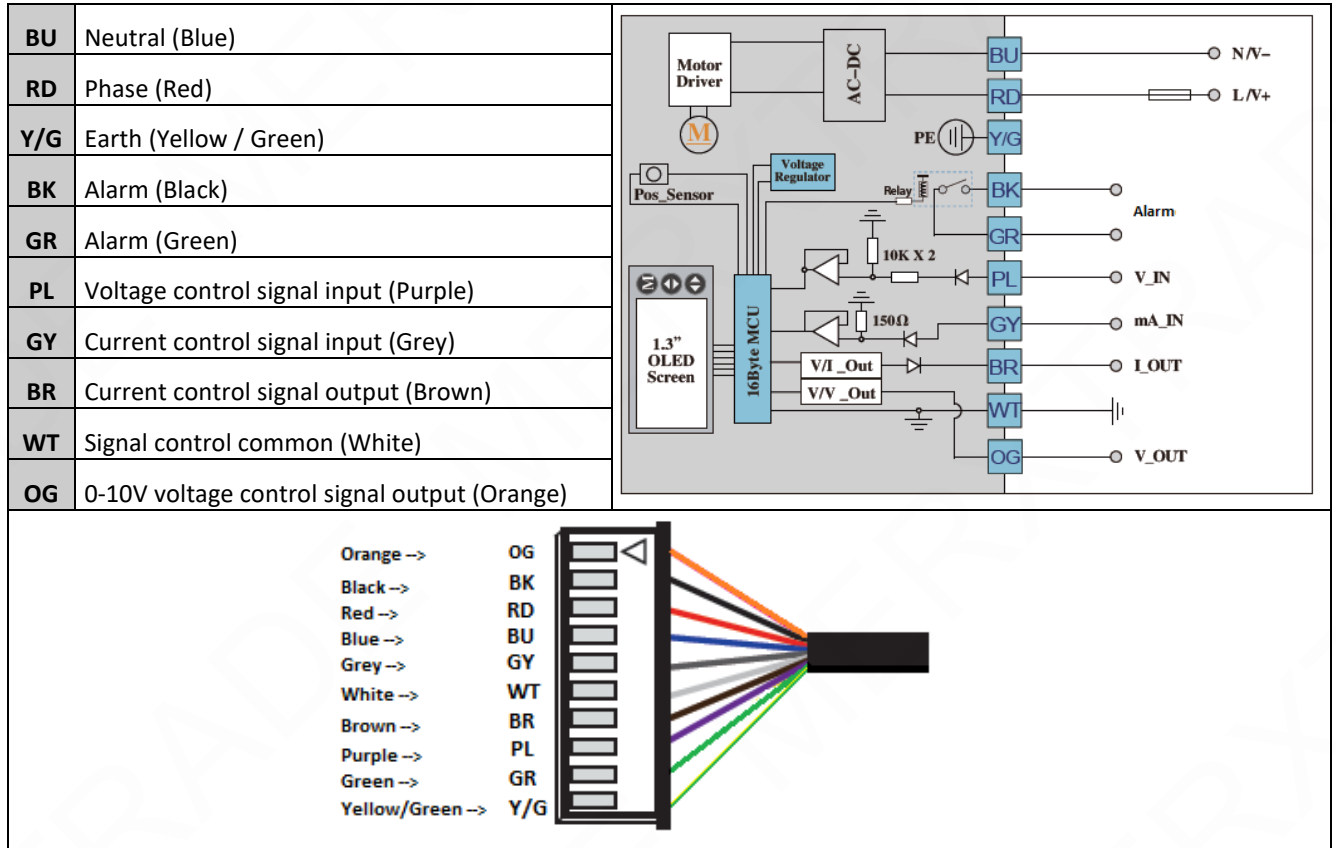 BU Neutral (Blue)
RD Phase (Red)
Y/G Earth (Yellow / Green)
BK Alarm (Black)
GR Alarm (Green)
PL Voltage control signal input (Purple)
GY Current control signal input (Grey)
BR Current control signal output (Brown)
WT Signal control common (White)
OG 0-10V voltage control signal output (Orange)
Motor
Driver
M
AC-DC
BU
N/V-
RD
L/V+
PE
Y/G
Voltage
Regulator
Pos_Sensor
Relay
BK
Alarm
GR
10K X 2
PL
V_IN
150Ω
GY
mA_IN
1.3”
OLED
Screen
16Byte MCU
V/I _Out
BR
I_OUT
V/V _Out
WT
OG
V_OUT
Orange --> OG
Black --> BK
Red --> RD
Blue --> BU
Grey --> GY
White --> WT
Brown --> BR
Purple --> PL
Green --> GR
Yellow/Green --> Y/G